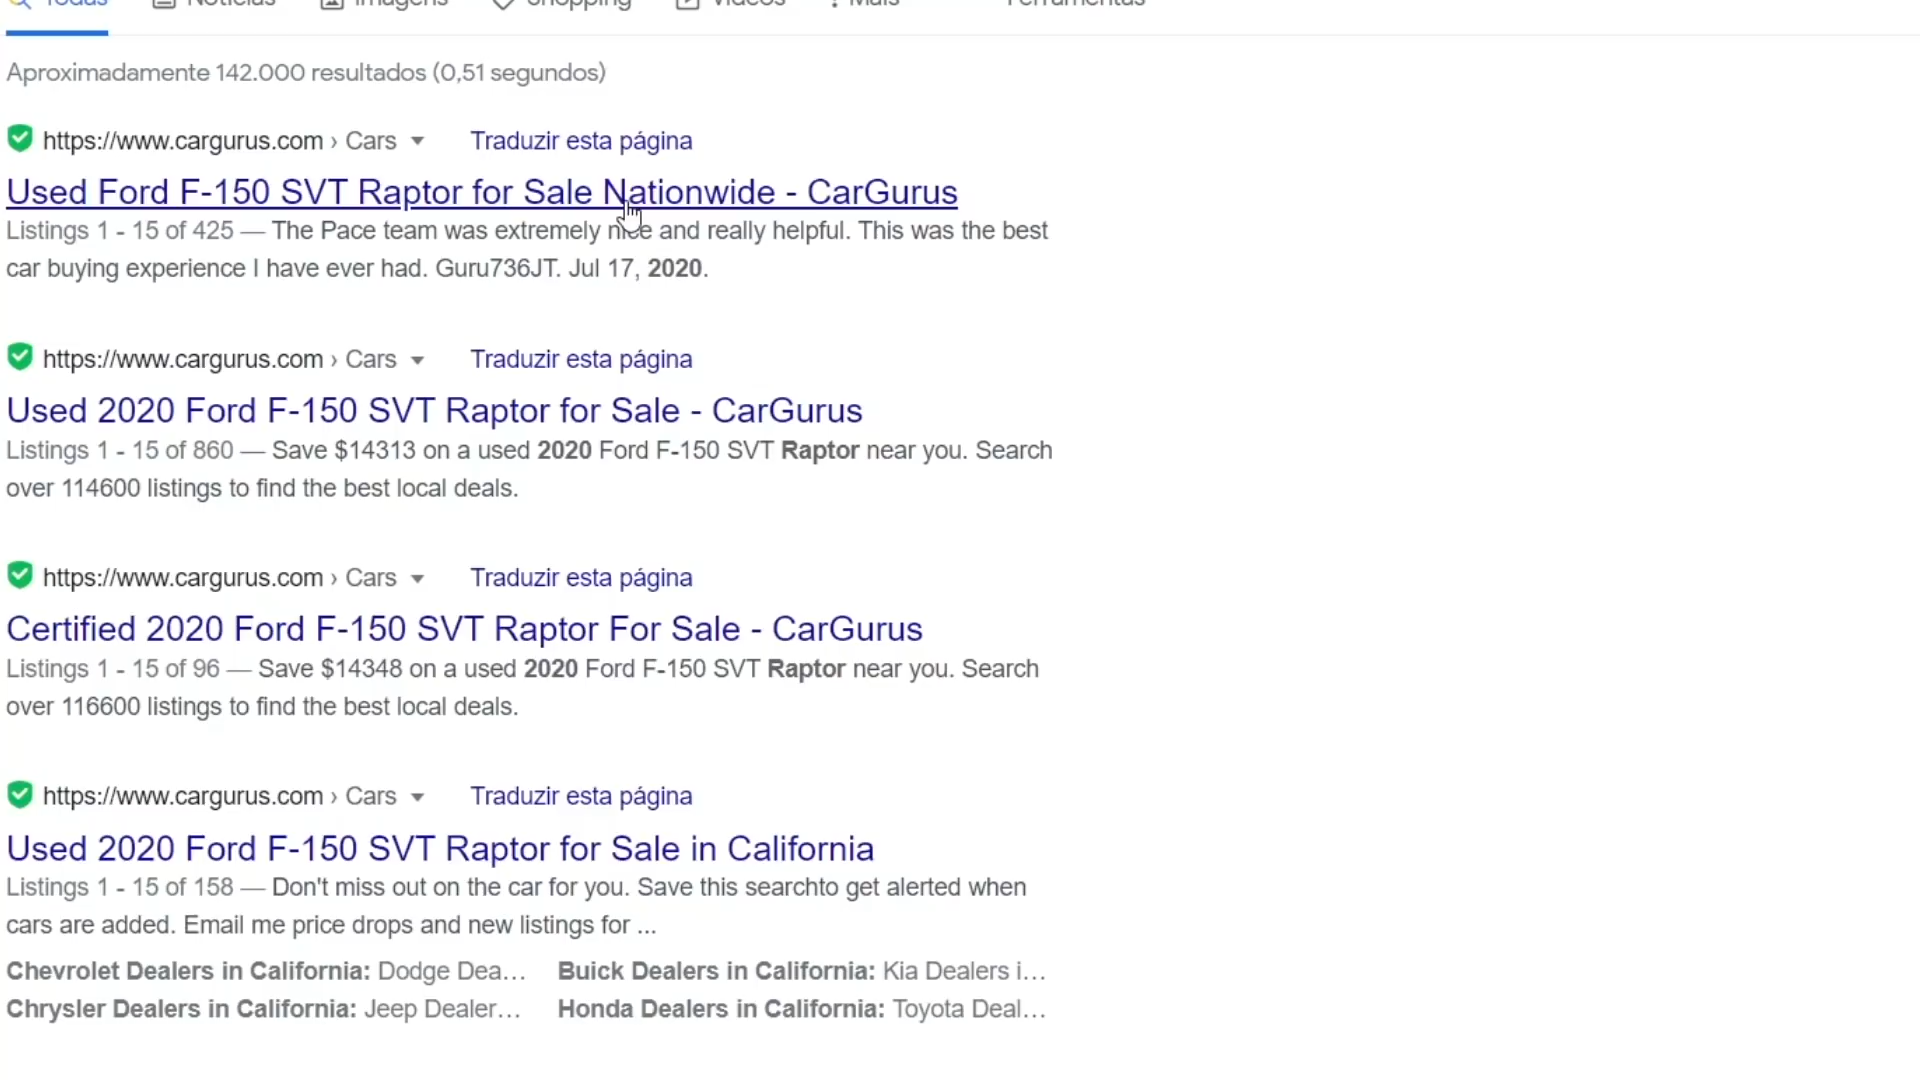 Todas Notícias Imagens Shopping Vídeos Mais Ferramentas
Aproximadamente 142.000 resultados (0,51 segundos)
https://www.cargurus.com › Cars Traduzir esta página
Used Ford F-150 SVT Raptor for Sale Nationwide - CarGurus
Listings 1 - 15 of 425 — The Pace team was extremely nice and really helpful. This was the best
car buying experience I have ever had. Guru736JT. Jul 17, 2020.
https://www.cargurus.com › Cars Traduzir esta página
Used 2020 Ford F-150 SVT Raptor for Sale - CarGurus
Listings 1 - 15 of 860 — Save $14313 on a used 2020 Ford F-150 SVT Raptor near you. Search
over 114600 listings to find the best local deals.
https://www.cargurus.com › Cars Traduzir esta página
Certified 2020 Ford F-150 SVT Raptor For Sale - CarGurus
Listings 1 - 15 of 96 — Save $14348 on a used 2020 Ford F-150 SVT Raptor near you. Search
over 116600 listings to find the best local deals.
https://www.cargurus.com › Cars Traduzir esta página
Used 2020 Ford F-150 SVT Raptor for Sale in California
Listings 1 - 15 of 158 — Don't miss out on the car for you. Save this searchto get alerted when
cars are added. Email me price drops and new listings for ...
Chevrolet Dealers in California: Dodge Dea... Buick Dealers in California: Kia Dealers i...
Chrysler Dealers in California: Jeep Dealer... Honda Dealers in California: Toyota Deal...